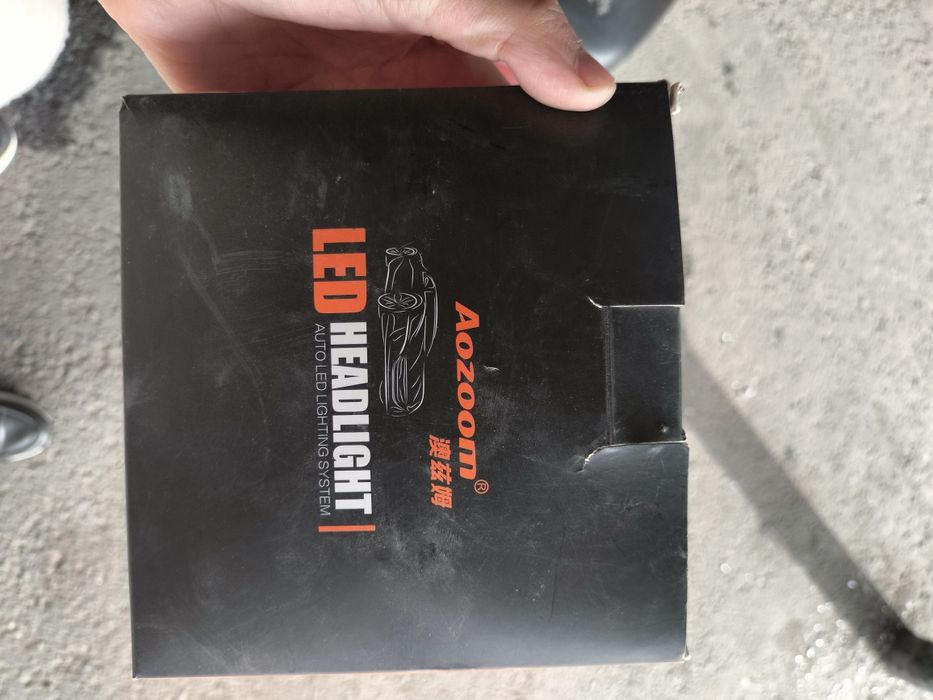 Aozoom®
澳兹姆
LED HEADLIGHT
AUTO LED LIGHTING SYSTEM